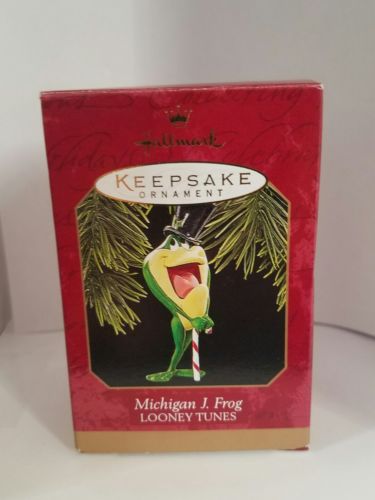 Hallmark
KEEPSAKE
ORNAMENT
Michigan J. Frog
LOONEY TUNES